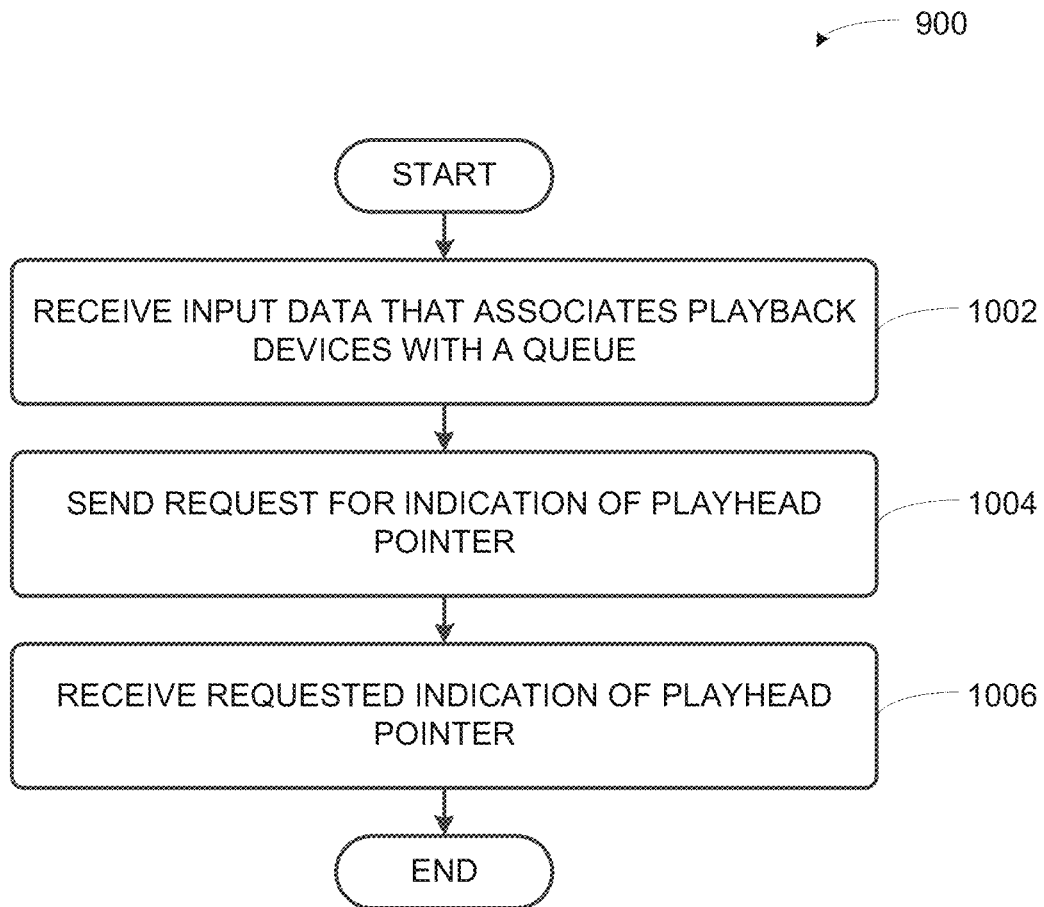 900
START
RECEIVE INPUT DATA THAT ASSOCIATES PLAYBACK
DEVICES WITH A QUEUE
1002
SEND REQUEST FOR INDICATION OF PLAYHEAD
POINTER
1004
RECEIVE REQUESTED INDICATION OF PLAYHEAD
POINTER
1006
END